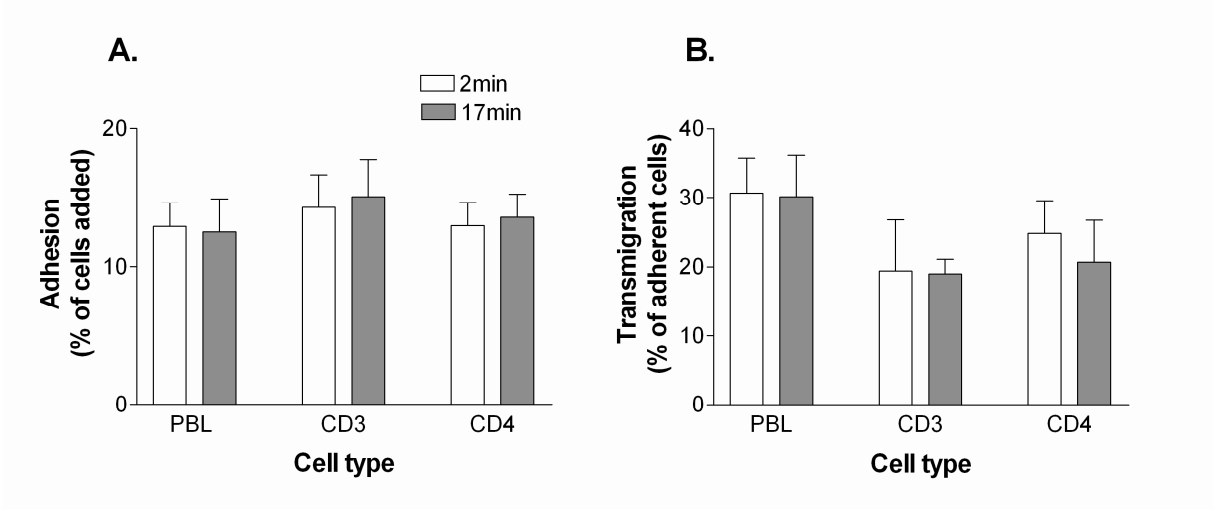 A.
2min
17min
20
10
0
Adhesion
(% of cells added)
PBL
CD3
CD4
Cell type
B.
40
30
20
10
0
Transmigration
(% of adherent cells)
PBL
CD3
CD4
Cell type